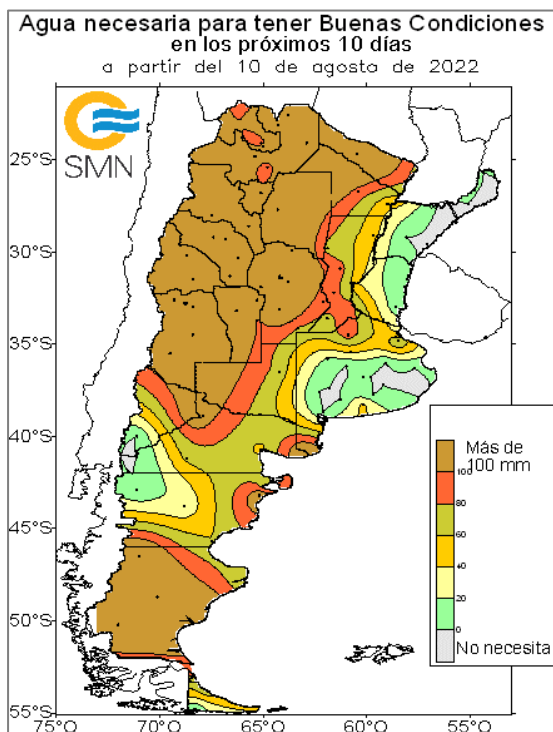 Agua necesaria para tener Buenas Condiciones
en los próximos 10 días
a partir del 10 de agosto de 2022
SMN
25°S
30°S
35°S
40°S
45°S
50°S
55°S
75°O
70°O
65°O
60°O
55°O
Más de
100 mm
100
80
60
40
20
0
No necesita